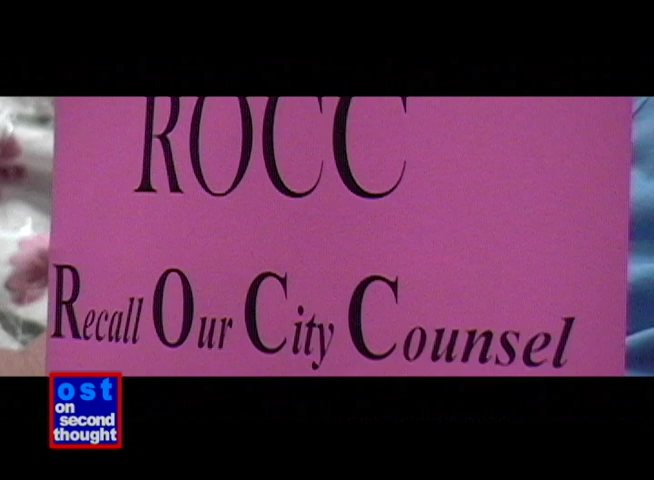 ROCC
Recall Our City Counsel
ost
on
second
thought